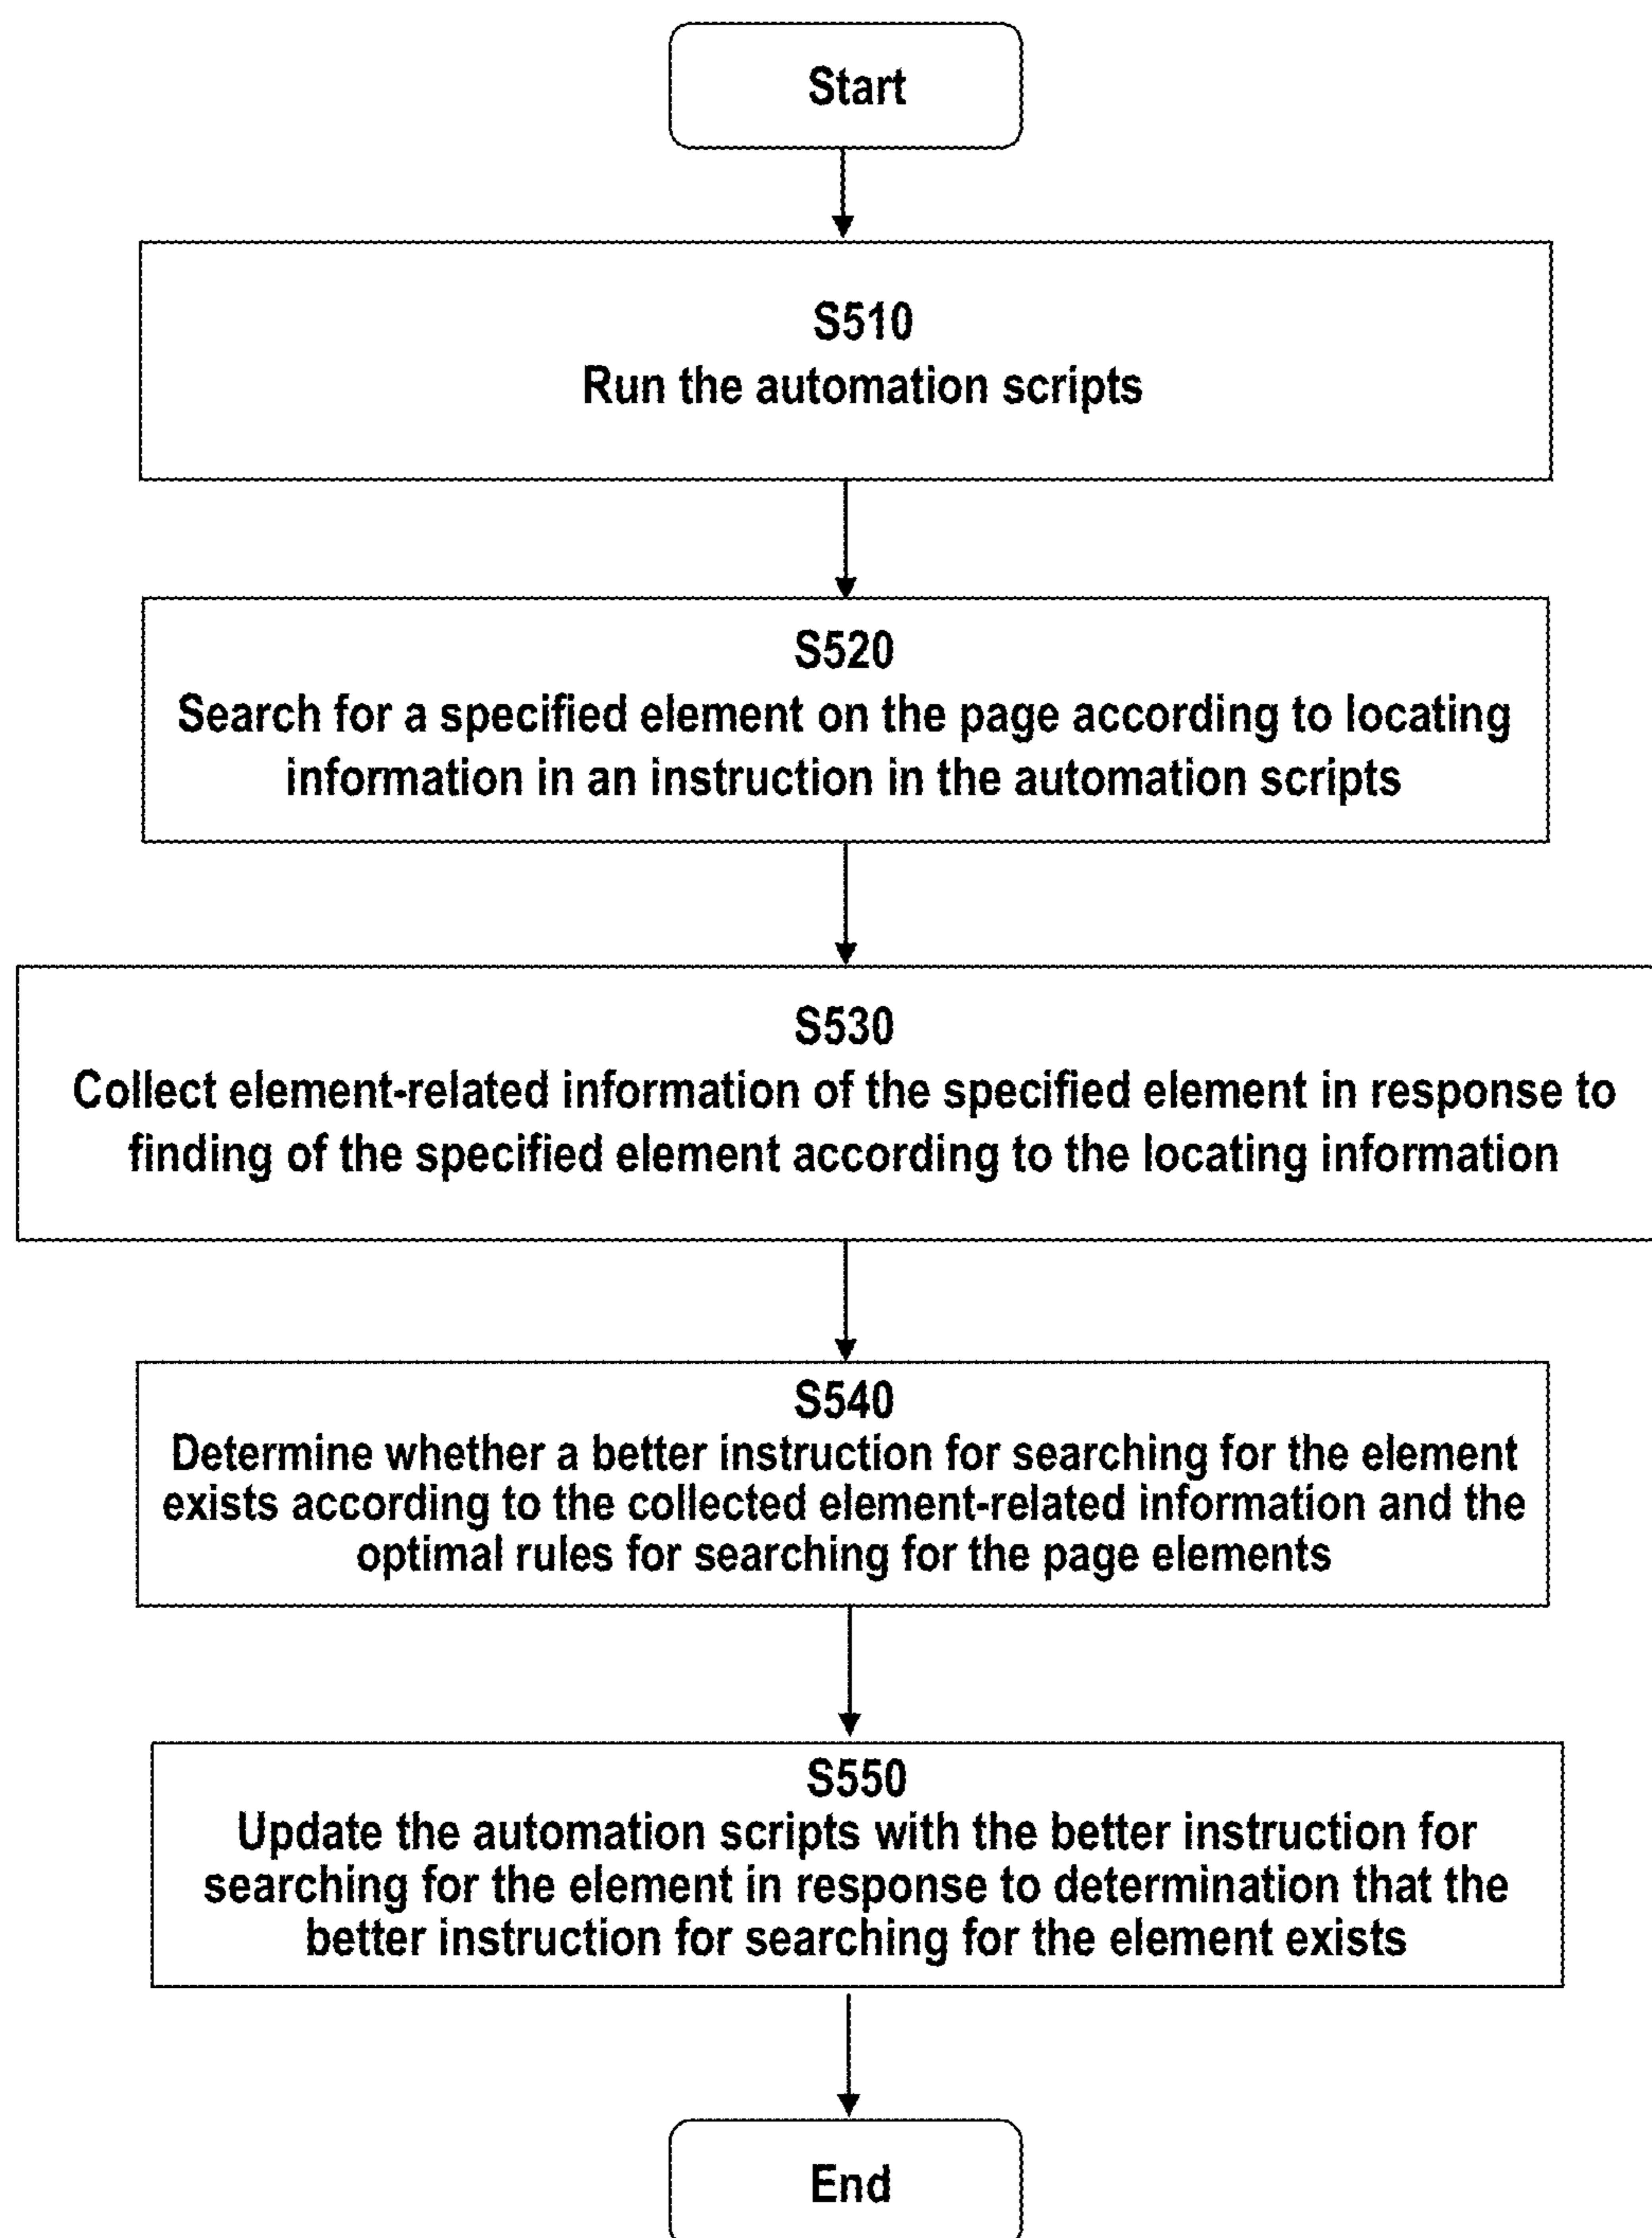 Start
S510
Run the automation scripts
S520
Search for a specified element on the page according to locating
information in an instruction in the automation scripts
S530
Collect element-related information of the specified element in response to
finding of the specified element according to the locating information
S540
Determine whether a better instruction for searching for the element
exists according to the collected element-related information and the
optimal rules for searching for the page elements
S550
Update the automation scripts with the better instruction for
searching for the element in response to determination that the
better instruction for searching for the element exists
End